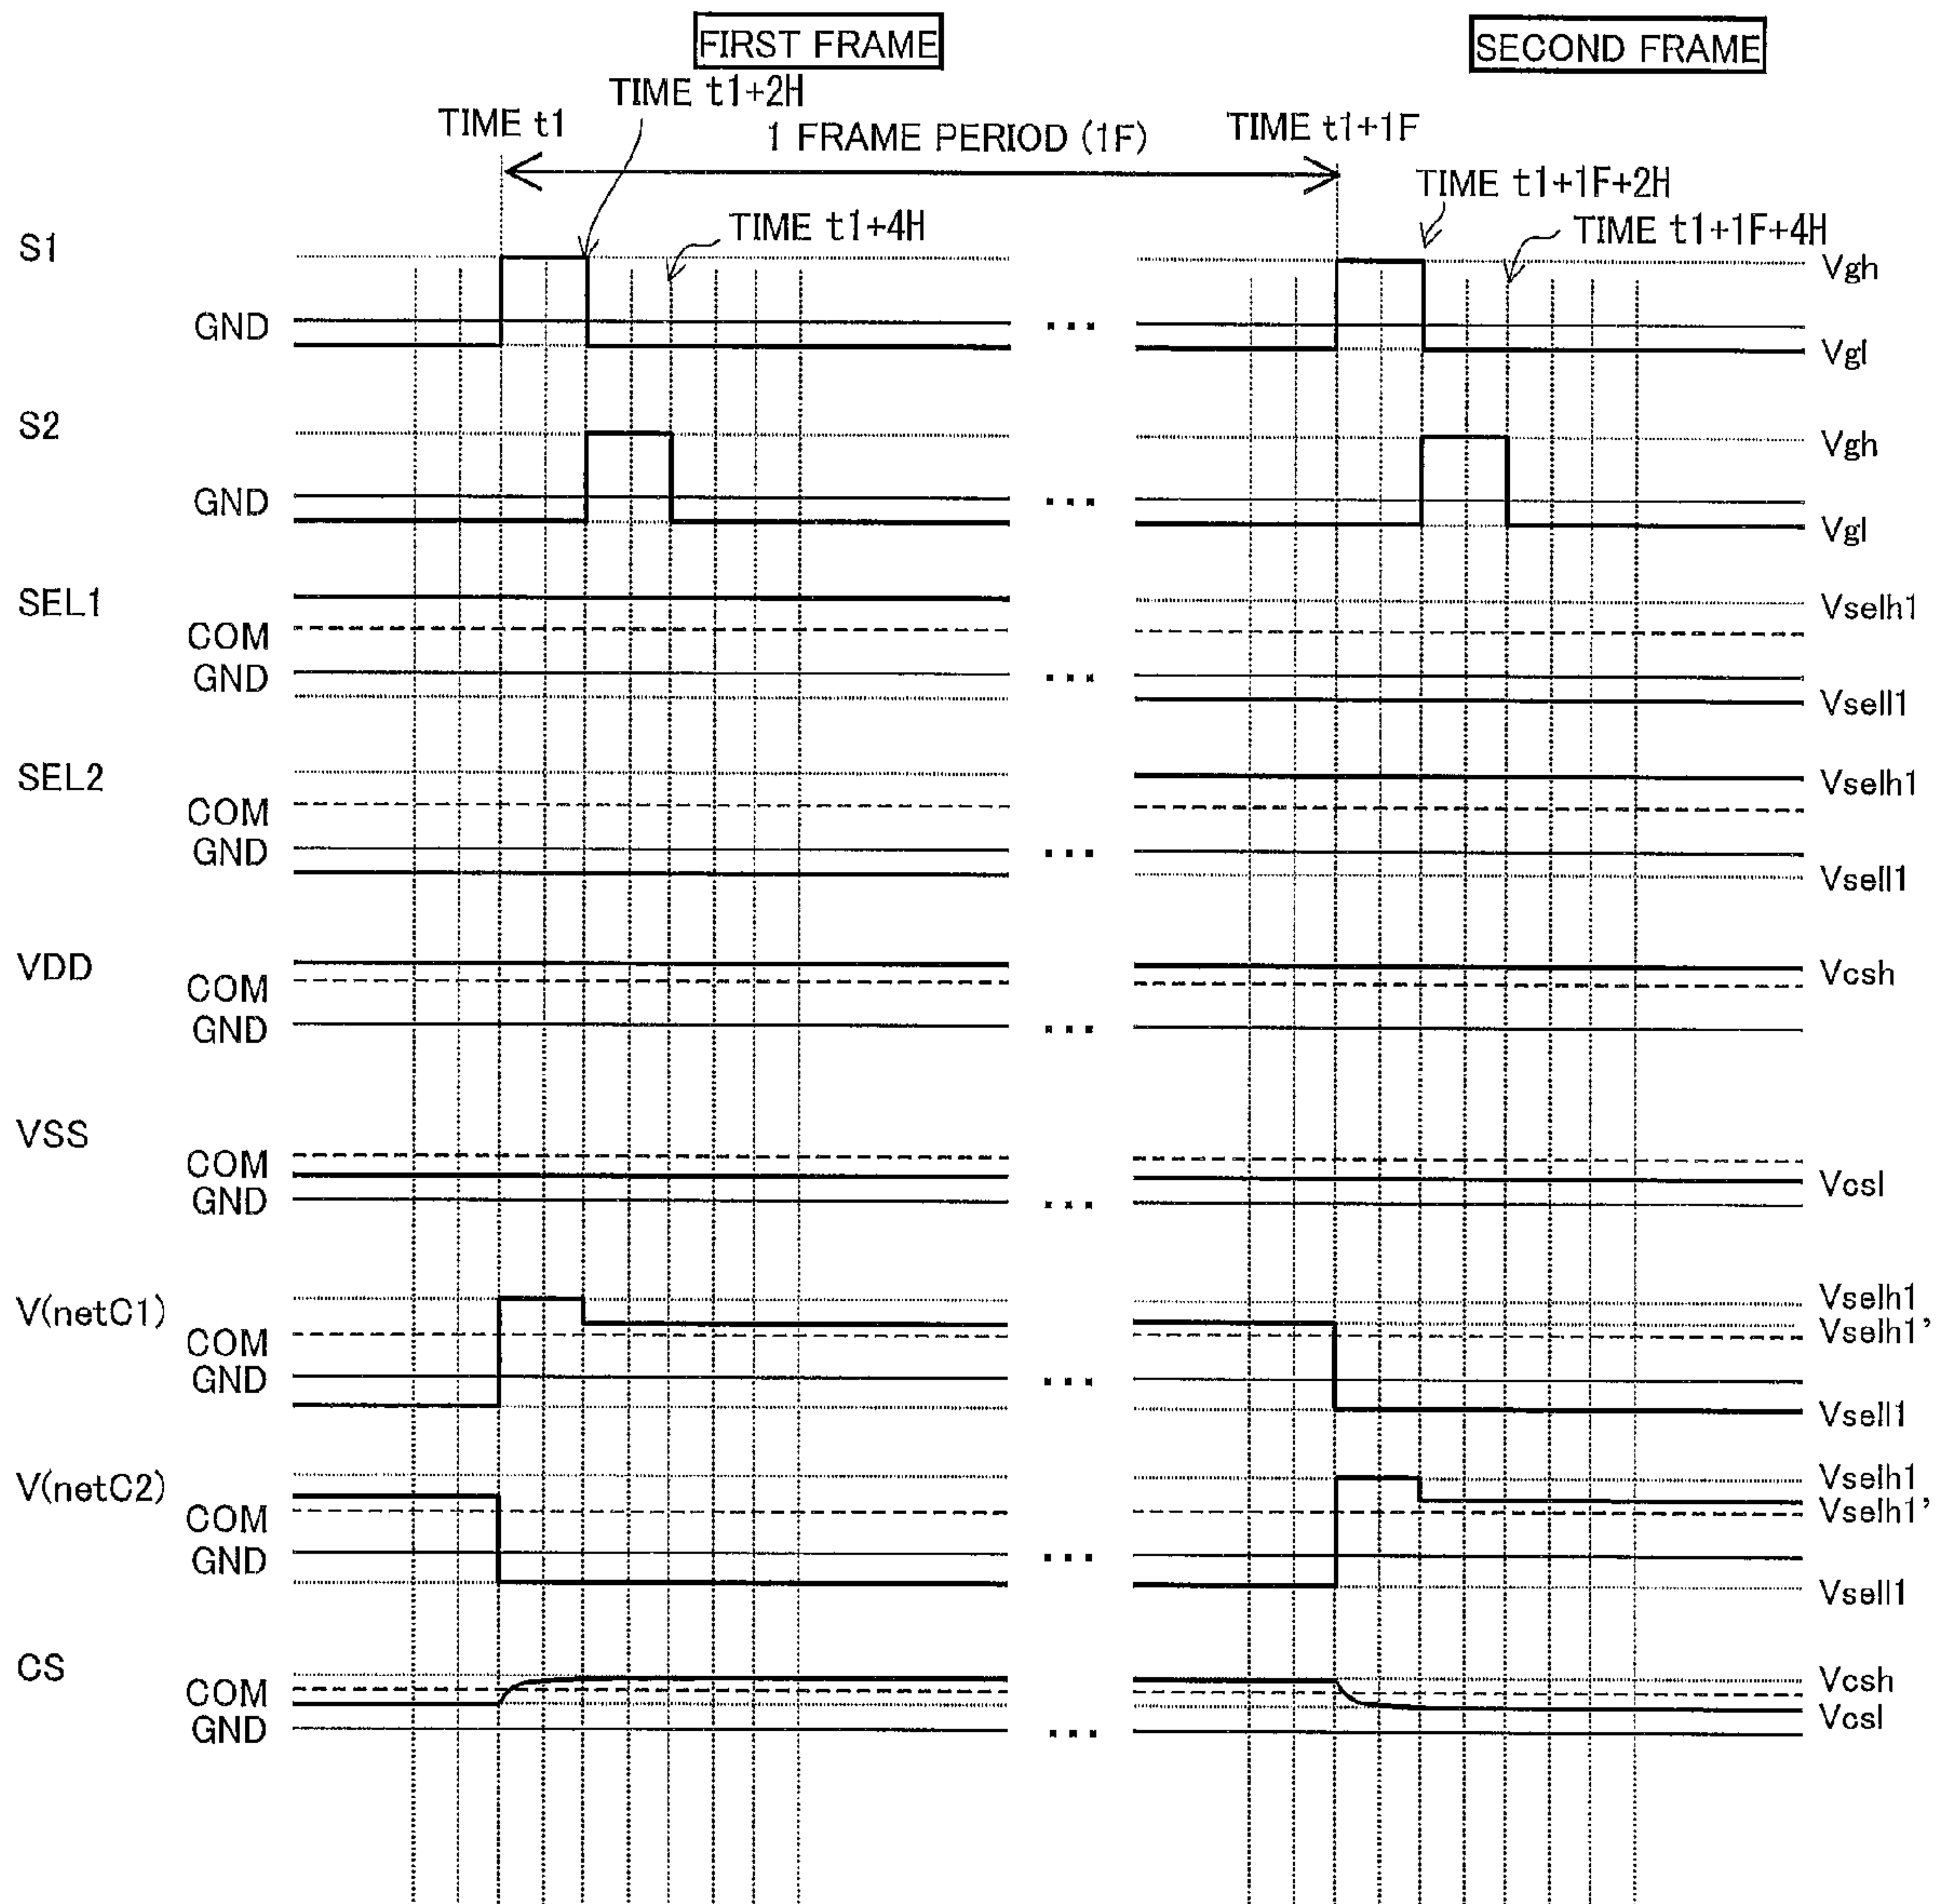 FIRST FRAME
SECOND FRAME
TIME t1+2H
TIME t1
1 FRAME PERIOD (1F)
TIME t1+1F
TIME t1+1F+2H
TIME t1+4H
TIME t1+1F+4H
S1
Vgh
GND
...
Vgl
S2
Vgh
GND
...
Vgl
SEL1
Vselh1
COM
GND
...
Vsell1
SEL2
Vselh1
COM
GND
...
Vsell1
VDD
Vcsh
COM
GND
...
VSS
COM
Vcsl
GND
...
V(netC1)
Vselh1
Vselh1'
COM
GND
...
Vsell1
V(netC2)
Vselh1
Vselh1'
COM
GND
...
Vsell1
CS
Vcsh
COM
Vcsl
GND
...